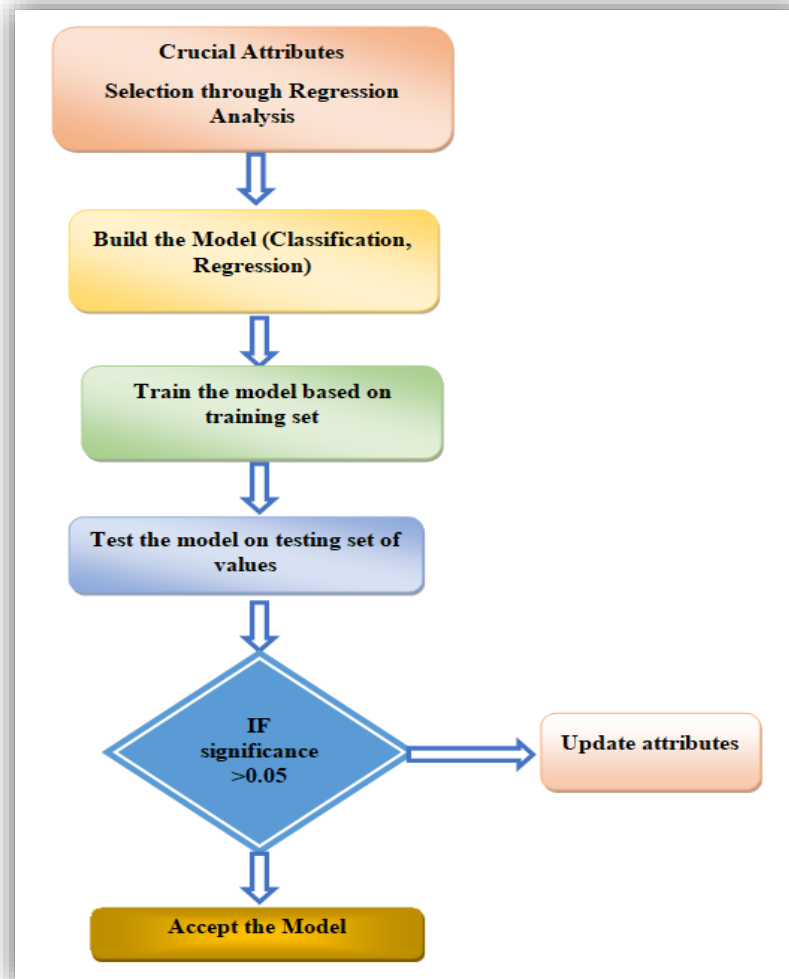 Crucial Attributes
Selection through Regression
Analysis
Build the Model (Classification,
Regression)
Train the model based on
training set
Test the model on testing set of
values
IF
significance
>0.05
Update attributes
Accept the Model